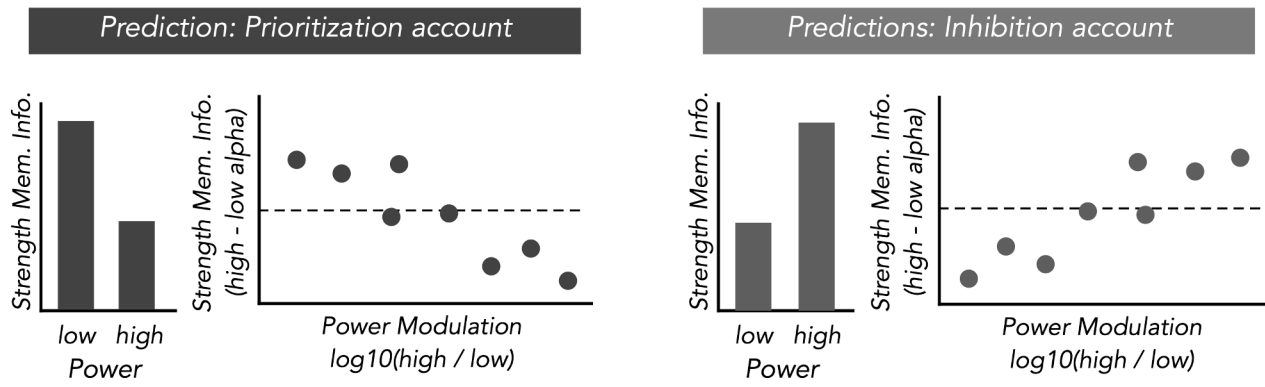 Prediction: Prioritization account
Strength Mem. Info.
low high
Power
Strength Mem. Info.
(high - low alpha)
Power Modulation
log10(high / low)
Predictions: Inhibition account
Strength Mem. Info.
low high
Power
Strength Mem. Info.
(high - low alpha)
Power Modulation
log10(high / low)